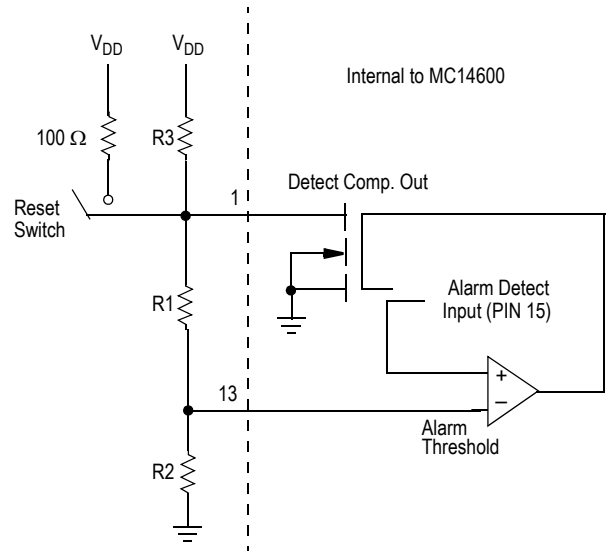 V_DD V_DD
Internal to MC14600
100 Ω
R3
Detect Comp. Out
1
Reset
Switch
R1
Alarm Detect
Input (PIN 15)
+
13
–
Alarm
Threshold
R2